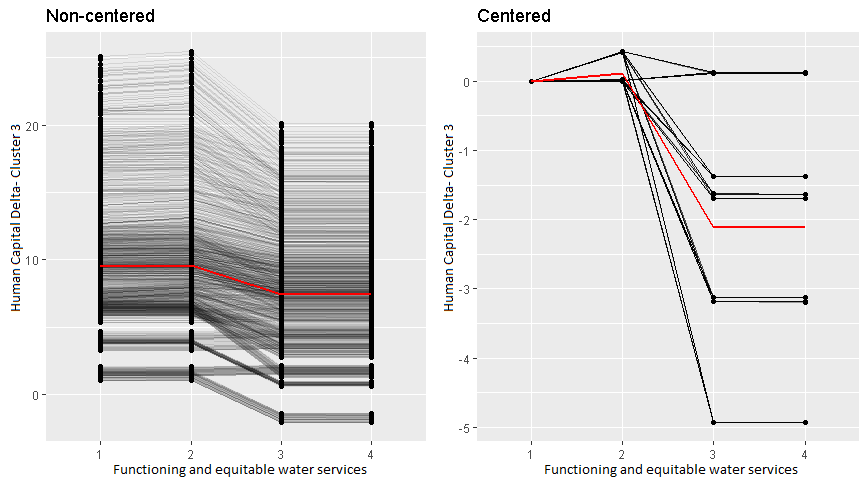 Non-centered
Human Capital Delta- Cluster 3
20
10
0
1 2 3 4
Functioning and equitable water services
Centered
Human Capital Delta- Cluster 3
0
-1
-2
-3
-4
-5
1 2 3 4
Functioning and equitable water services